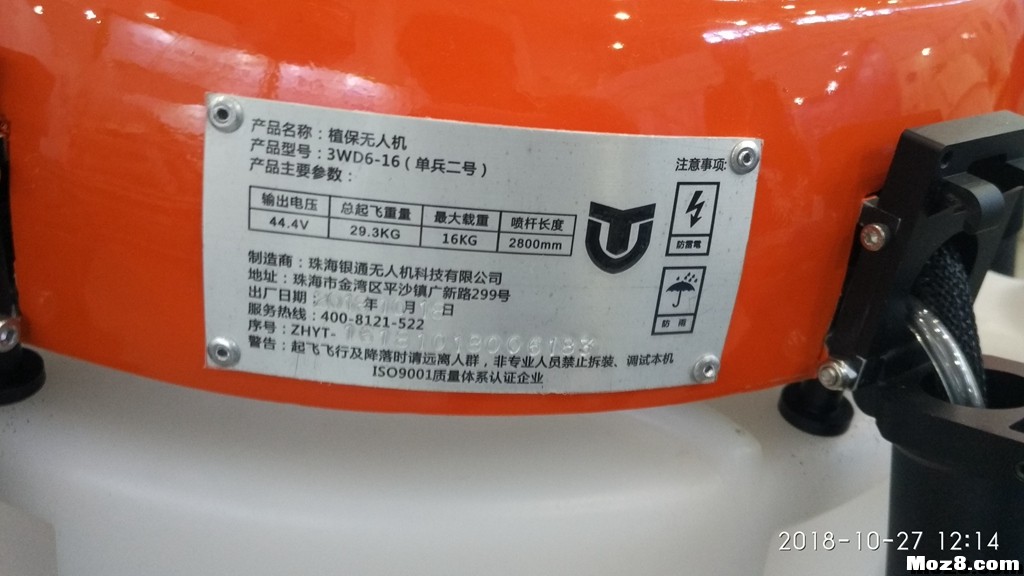 产品名称：植保无人机
产品型号：3WD6-16（单兵二号）
产品主要参数：
注意事项:
输出电压 总起飞重量 最大载重 喷杆长度
44.4V 29.3KG 16KG 2800mm
防雷電
防雨
制造商：珠海银通无人机科技有限公司
地址：珠海市金湾区平沙镇广新路299号
出厂日期： 年 月 日
服务热线：400-8121-522
序号：ZHYT-
警告：起飞飞行及降落时请远离人群，非专业人员禁止拆装、调试本机
ISO9001质量体系认证企业
2018-10-27 12:14
Moz8.com